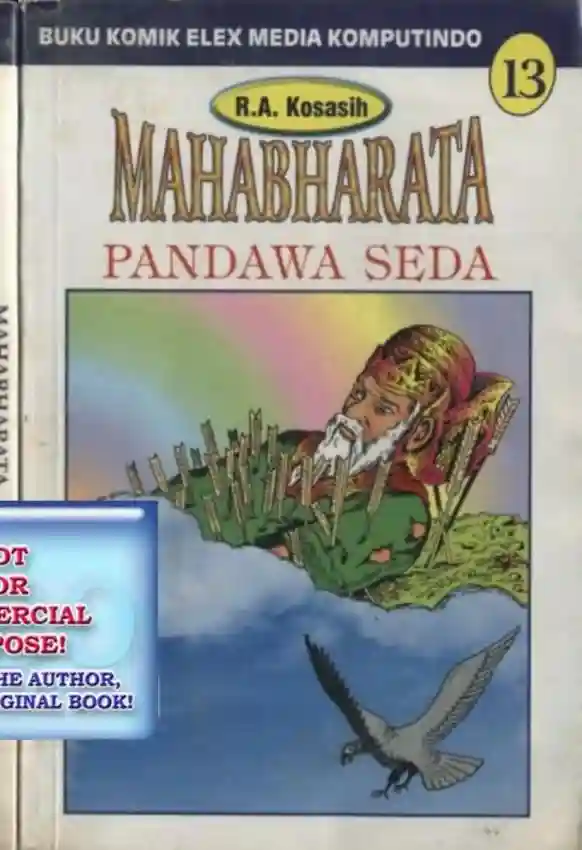 BUKU KOMIK ELEX MEDIA KOMPUTINDO
13
R.A. Kosasih
MAHABHARATA
PANDAWA SEDA
MAHABHARATA
OT
OR
ERCIAL
POSE!
HE AUTHOR,
GINAL BOOK!